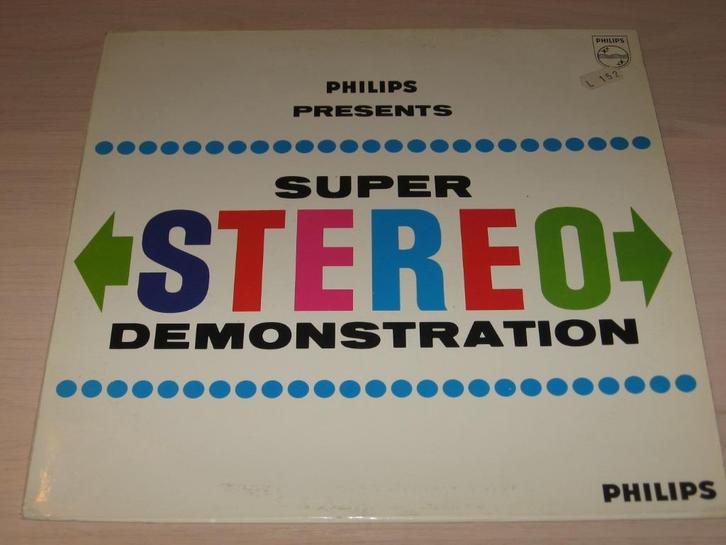 PHILIPS
L 152
PHILIPS
PRESENTS
SUPER
STEREO
DEMONSTRATION
PHILIPS